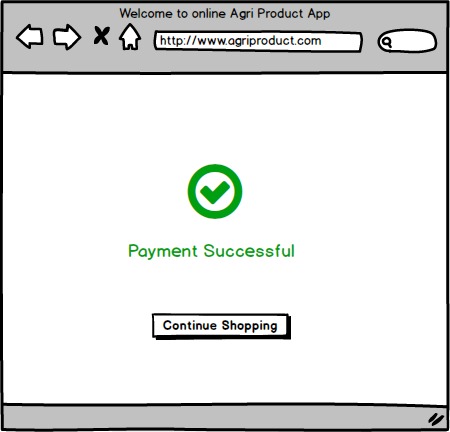 Welcome to online Agri Product App
http://www.agriproduct.com
Payment Successful
Continue Shopping